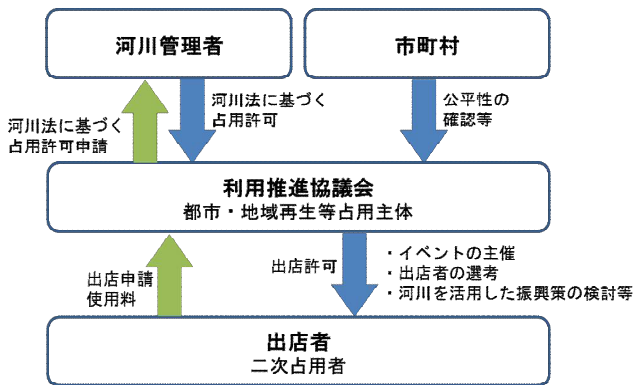 河川管理者
市町村
河川法に基づく
占用許可申請
河川法に基づく
占用許可
公平性の
確認等
利用推進協議会
都市・地域再生等占用主体
出店申請
使用料
出店許可
・イベントの主催
・出店者の選考
・河川を活用した振興策の検討等
出店者
二次占用者